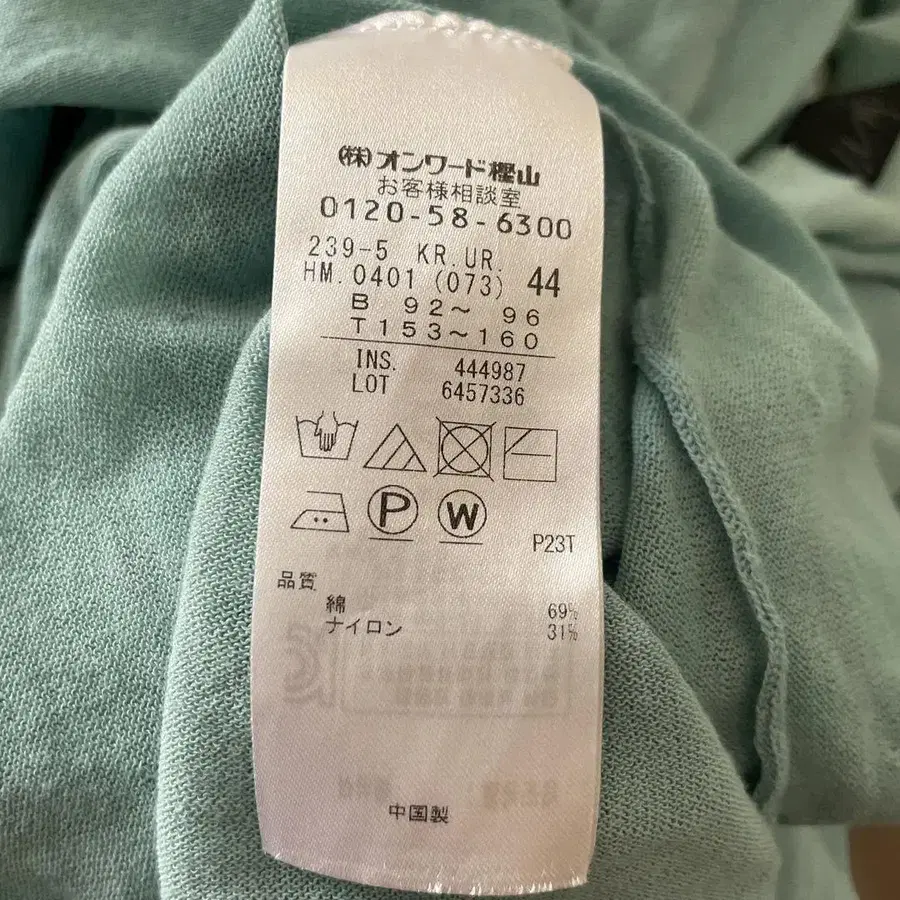 (株)オンワード樫山
お客様相談室
0120-58-6300
239-5 KR.UR.
HM.0401 (073) 44
B 92～ 96
T153～160
INS. 444987
LOT 6457336
P
W
P23T
品質
綿 69%
ナイロン 31%
中国製